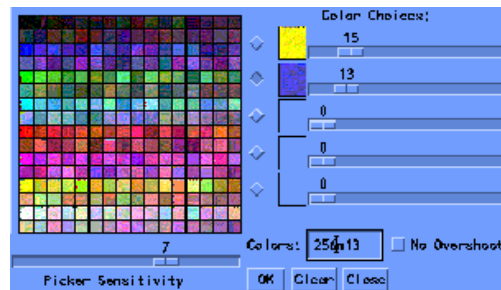 Color Choices:
15
13
0
0
0
7
Picker Sensitivity
Colors:
No Overshoot
OK Clear Close